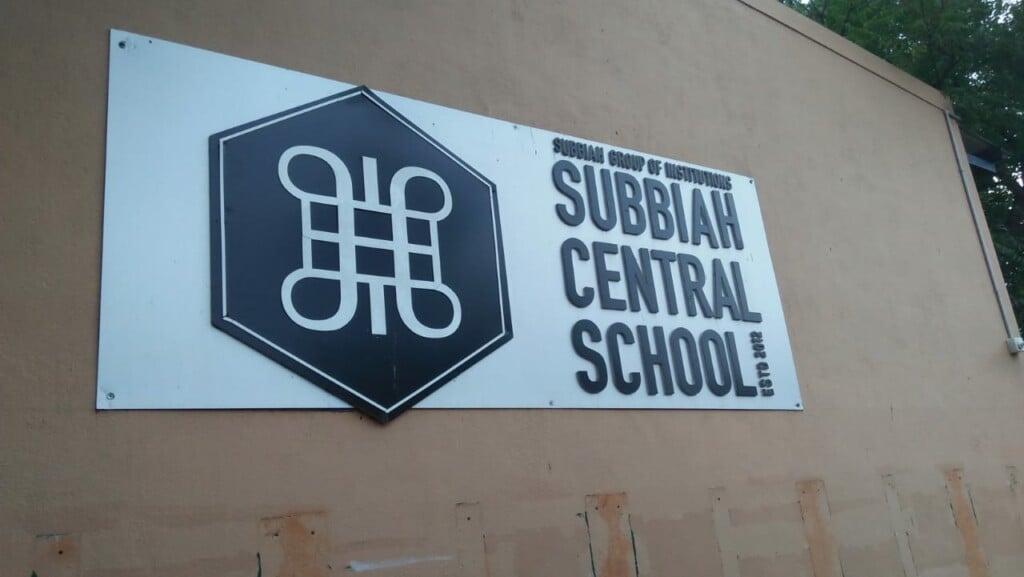 SUBBIAH GROUP OF INSTITUTIONS
SUBBIAH
CENTRAL
SCHOOL
ESTD 2012